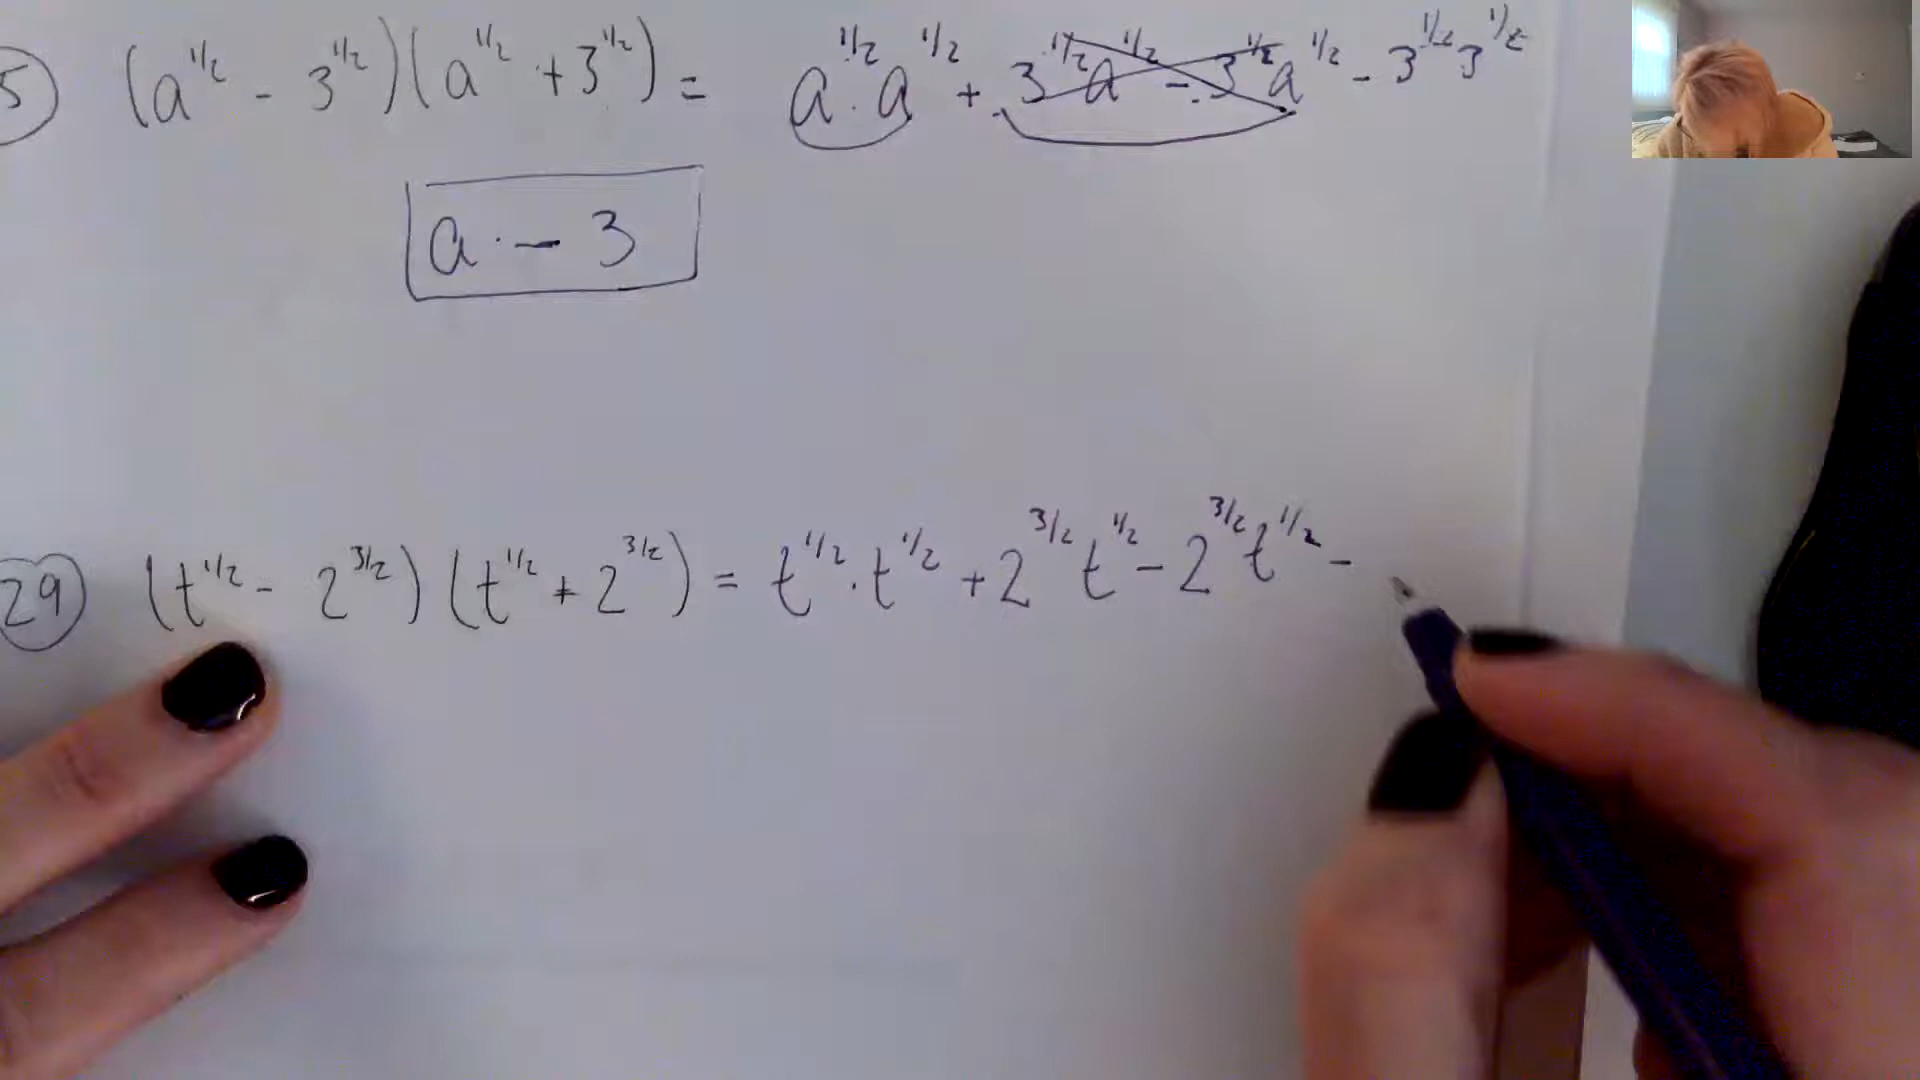 5 (a^1/2 - 3^1/2)(a^1/2 + 3^1/2) = a^1/2 · a^1/2 + 3^1/2 a^1/2 - 3^1/2 a^1/2 - 3^1/2 3^1/2
a - 3
29 (t^1/2 - 2^3/2)(t^1/2 + 2^3/2) = t^1/2 · t^1/2 + 2^3/2 t^1/2 - 2^3/2 t^1/2 -